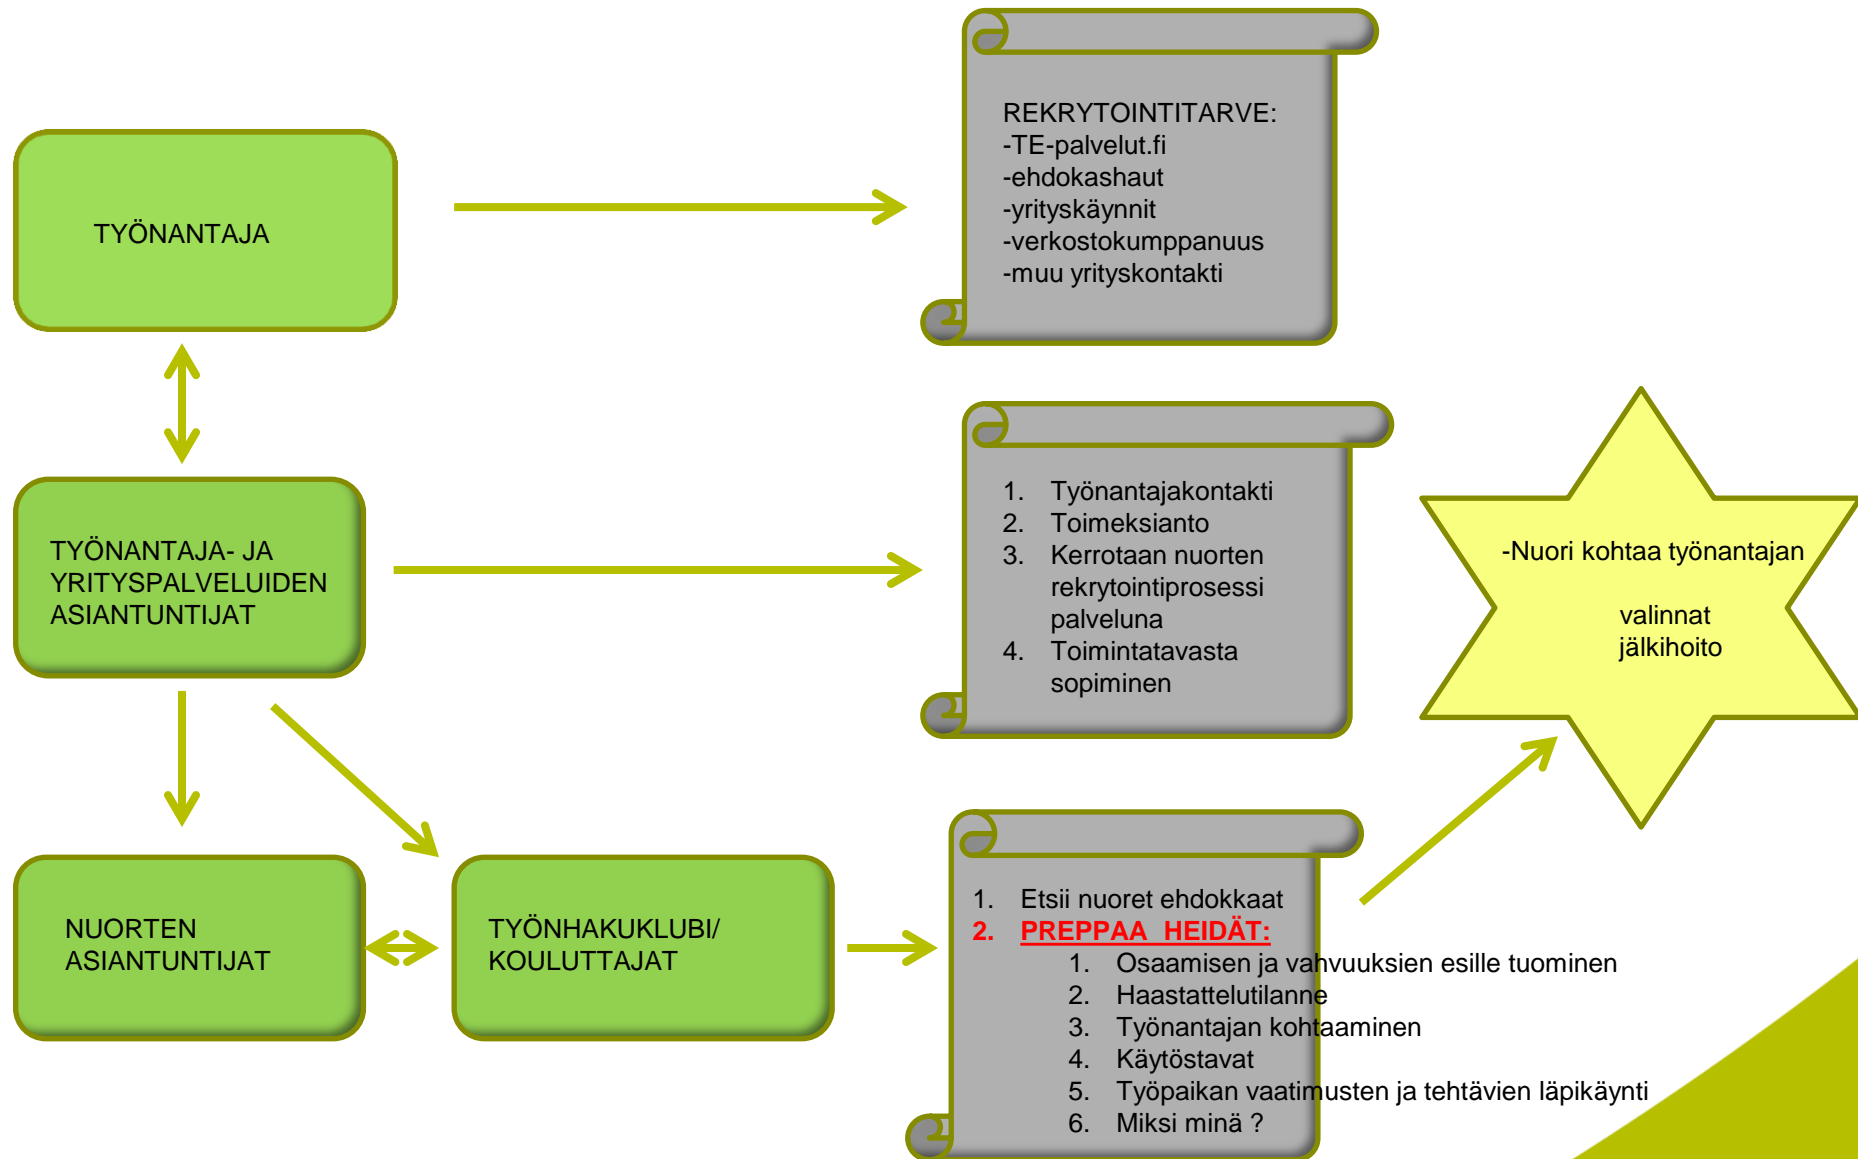 TYÖNANTAJA
REKRYTOINTITARVE:
-TE-palvelut.fi
-ehdokashaut
-yrityskäynnit
-verkostokumppanuus
-muu yrityskontakti
TYÖNANTAJA- JA
YRITYSPALVELUIDEN
ASIANTUNTIJAT
1. Työnantajakontakti
2. Toimeksianto
3. Kerrotaan nuorten
rekrytointiprosessi
palveluna
4. Toimintatavasta
sopiminen
-Nuori kohtaa työnantajan
valinnat
jälkihoito
NUORTEN
ASIANTUNTIJAT
TYÖNHAKUKLUBI/
KOULUTTAJAT
1. Etsii nuoret ehdokkaat
2. PREPPAA HEIDÄT:
1. Osaamisen ja vahvuuksien esille tuominen
2. Haastattelutilanne
3. Työnantajan kohtaaminen
4. Käytöstavat
5. Työpaikan vaatimusten ja tehtävien läpikäynti
6. Miksi minä ?